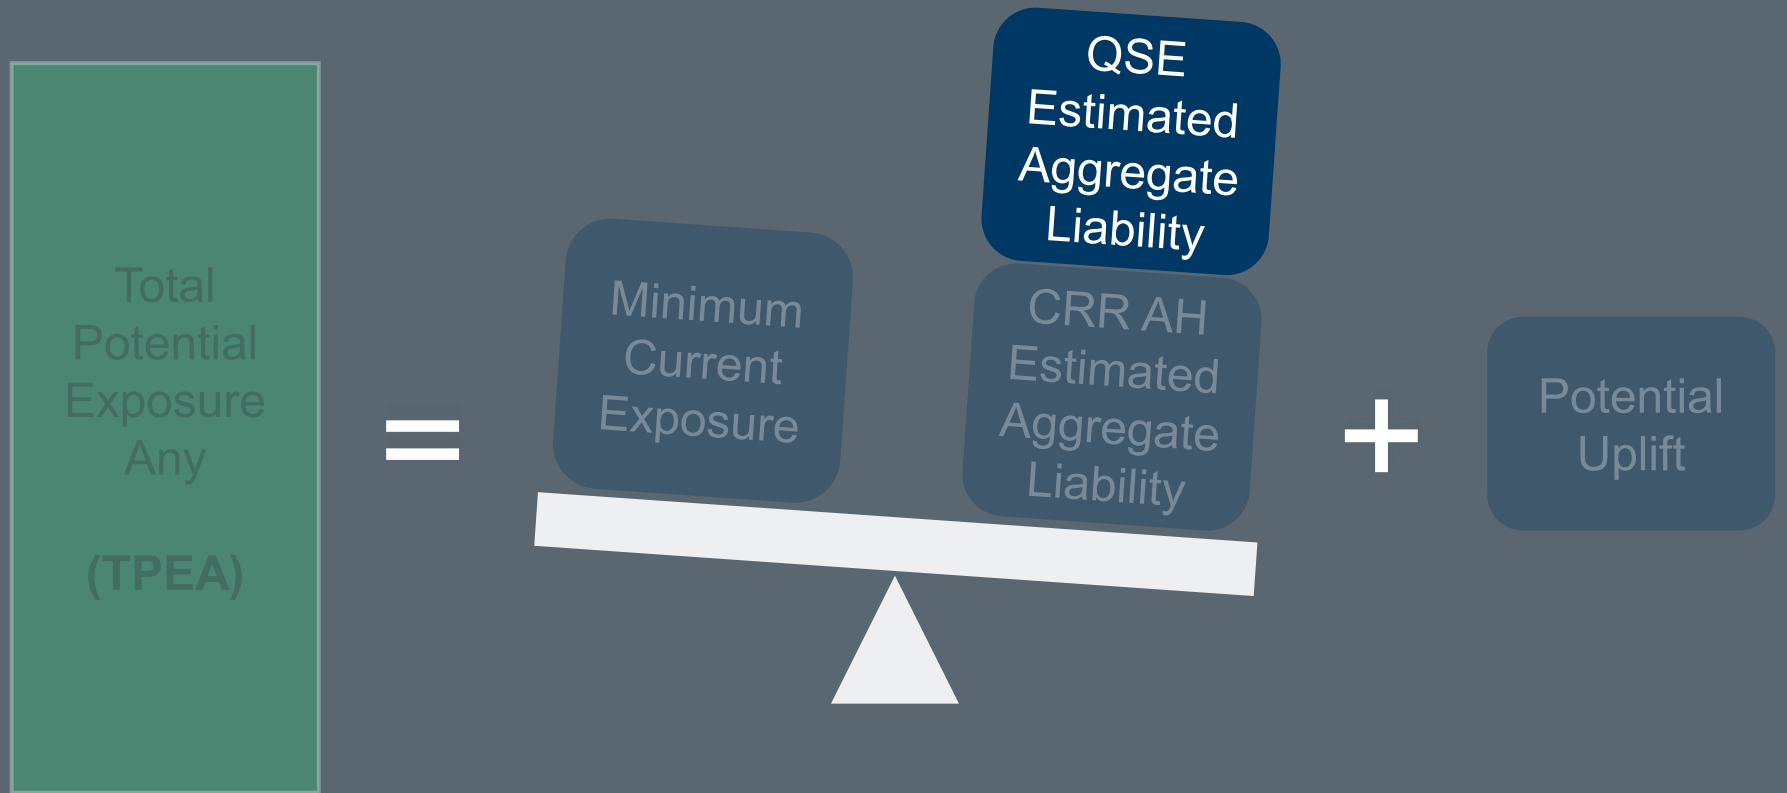 Total
Potential
Exposure
Any
(TPEA)
=
Minimum
Current
Exposure
QSE
Estimated
Aggregate
Liability
CRR AH
Estimated
Aggregate
Liability
+
Potential
Uplift